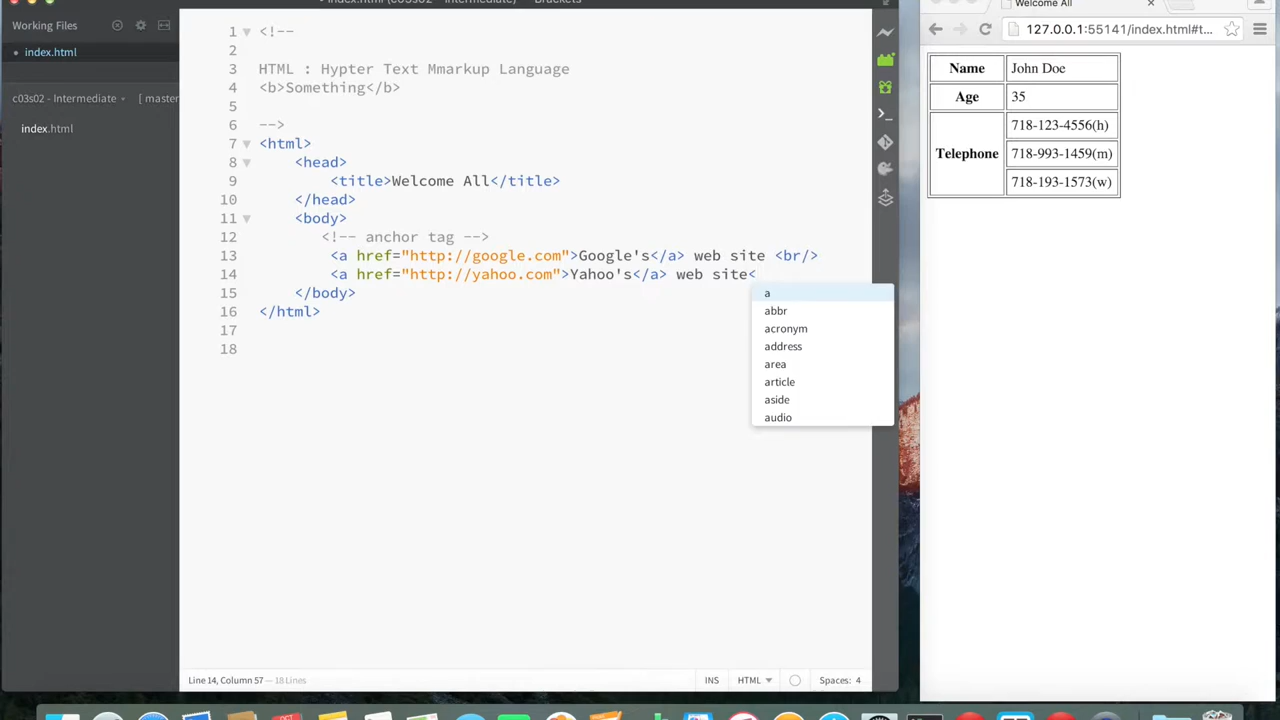 index.html (c03s02 - Intermediate) - Brackets
Working Files
index.html
c03s02 - Intermediate
[ master
index.html
1 <!--
2
3 HTML : Hypter Text Mmarkup Language
4 <b>Something</b>
5
6 -->
7 <html>
8 <head>
9 <title>Welcome All</title>
10 </head>
11 <body>
12 <!-- anchor tag -->
13 <a href="http://google.com">Google's</a> web site <br/>
14 <a href="http://yahoo.com">Yahoo's</a> web site<
15 </body>
16 </html>
17
18
a
abbr
acronym
address
area
article
aside
audio
Line 14, Column 57 — 18 Lines
INS
HTML
Spaces: 4
Welcome All
127.0.0.1:55141/index.html#t...
Name John Doe
Age 35
718-123-4556(h)
Telephone 718-993-1459(m)
718-193-1573(w)